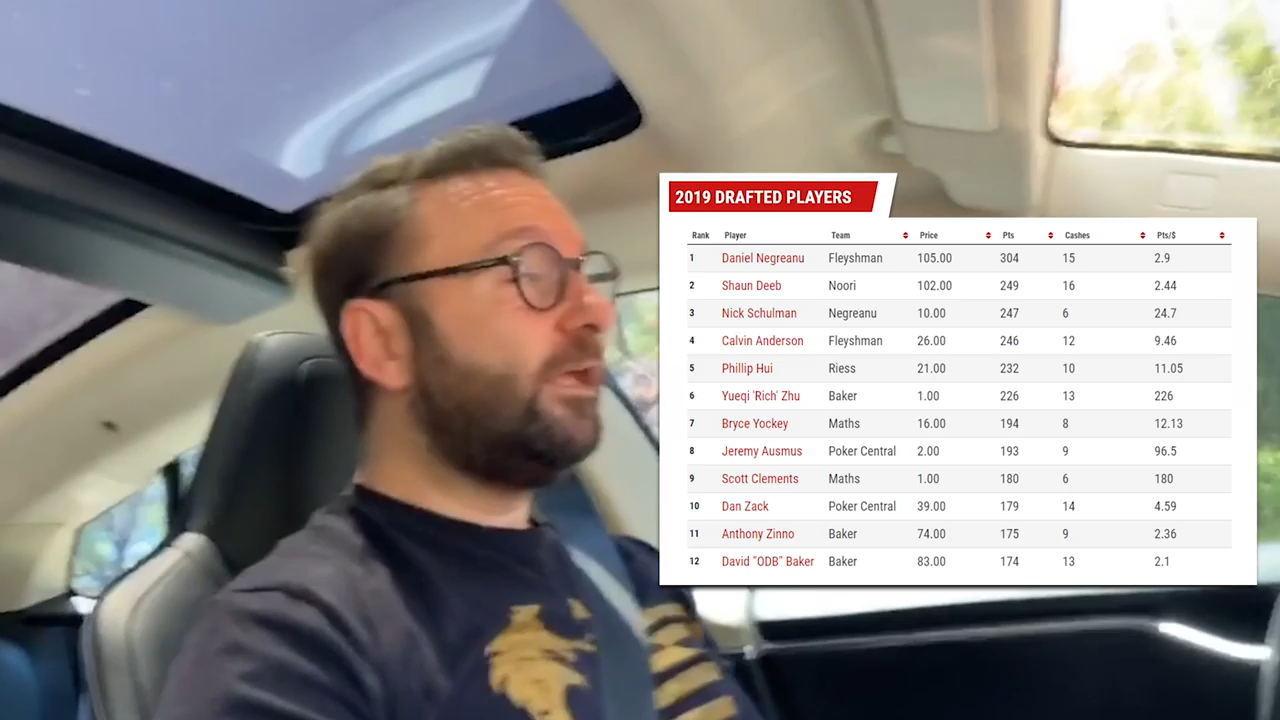 2019 DRAFTED PLAYERS
Rank Player Team Price Pts Cashes Pts/$
1 Daniel Negreanu Fleyshman 105.00 304 15 2.9
2 Shaun Deeb Noori 102.00 249 16 2.44
3 Nick Schulman Negreanu 10.00 247 6 24.7
4 Calvin Anderson Fleyshman 26.00 246 12 9.46
5 Phillip Hui Riess 21.00 232 10 11.05
6 Yueqi 'Rich' Zhu Baker 1.00 226 13 226
7 Bryce Yockey Maths 16.00 194 8 12.13
8 Jeremy Ausmus Poker Central 2.00 193 9 96.5
9 Scott Clements Maths 1.00 180 6 180
10 Dan Zack Poker Central 39.00 179 14 4.59
11 Anthony Zinno Baker 74.00 175 9 2.36
12 David "ODB" Baker Baker 83.00 174 13 2.1